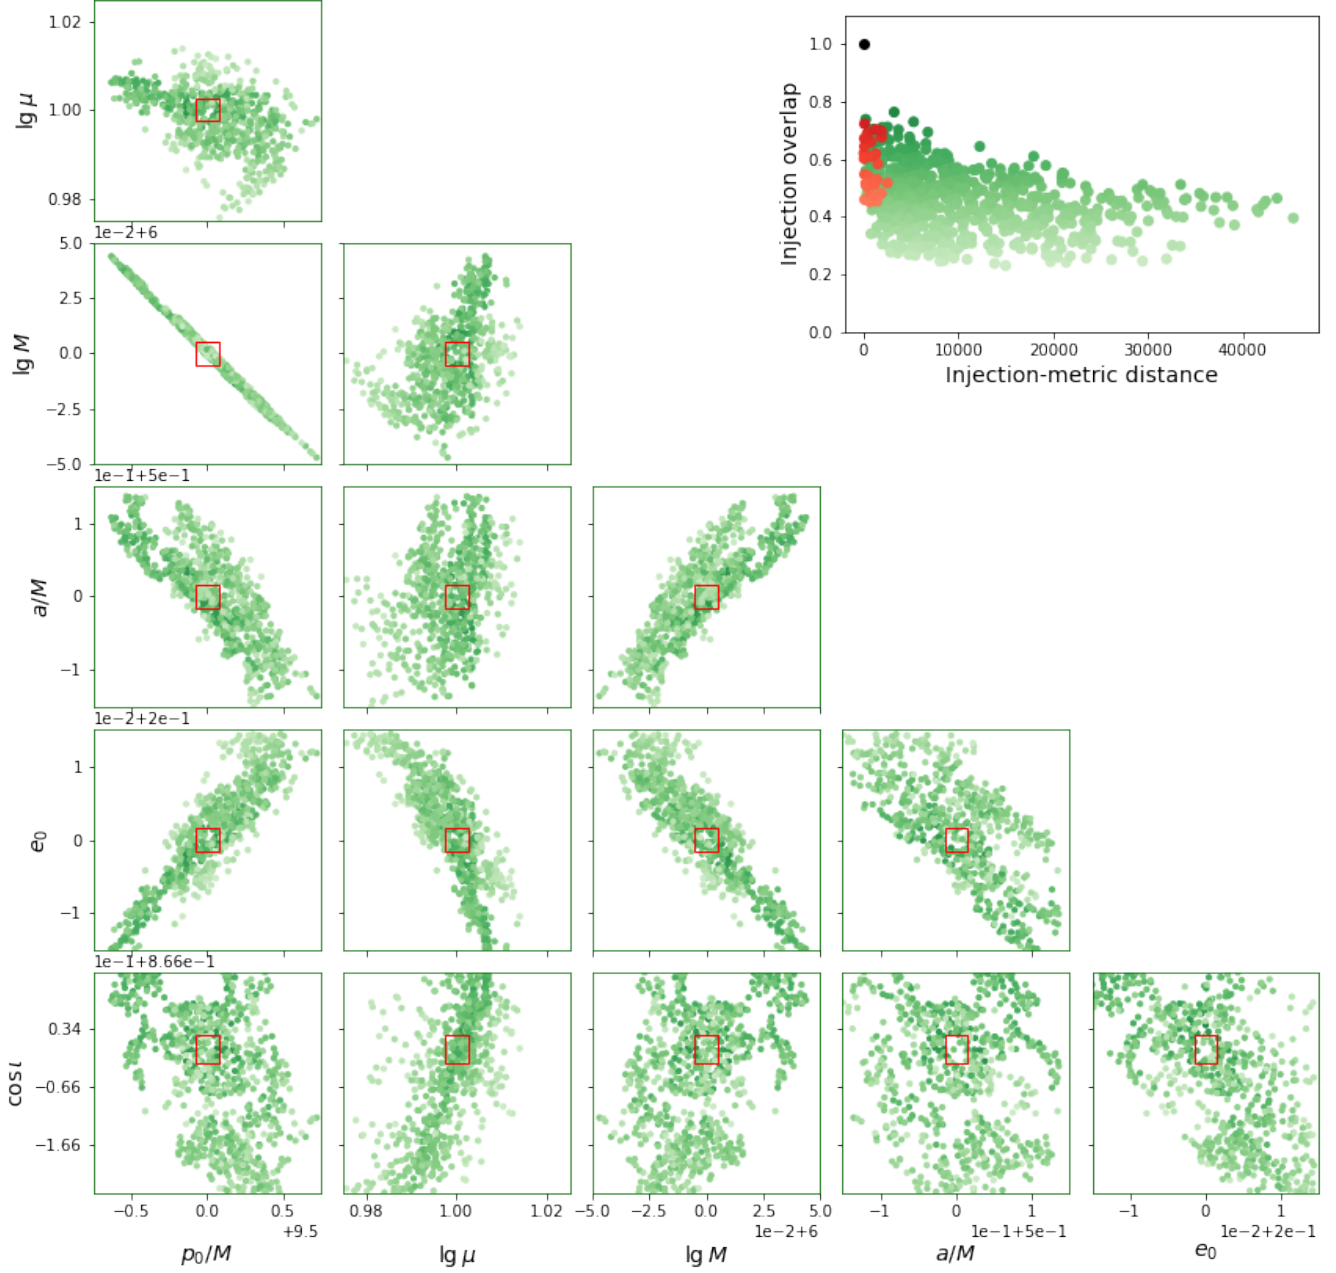 1.02
1.00
0.98
lg μ
1.0
0.8
0.6
0.4
0.2
0.0
Injection overlap
0 10000 20000 30000 40000
Injection-metric distance
1e−2+6
5.0
2.5
0.0
−2.5
−5.0
lg M
1e−1+5e−1
1
0
−1
a/M
1e−2+2e−1
1
0
−1
e₀
1e−1+8.66e−1
0.34
−0.66
−1.66
cos ι
−0.5 0.0 0.5
+9.5
p₀/M
0.98 1.00 1.02
lg μ
−5.0 −2.5 0.0 2.5 5.0
1e−2+6
lg M
−1 0 1
1e−1+5e−1
a/M
−1 0 1
1e−2+2e−1
e₀